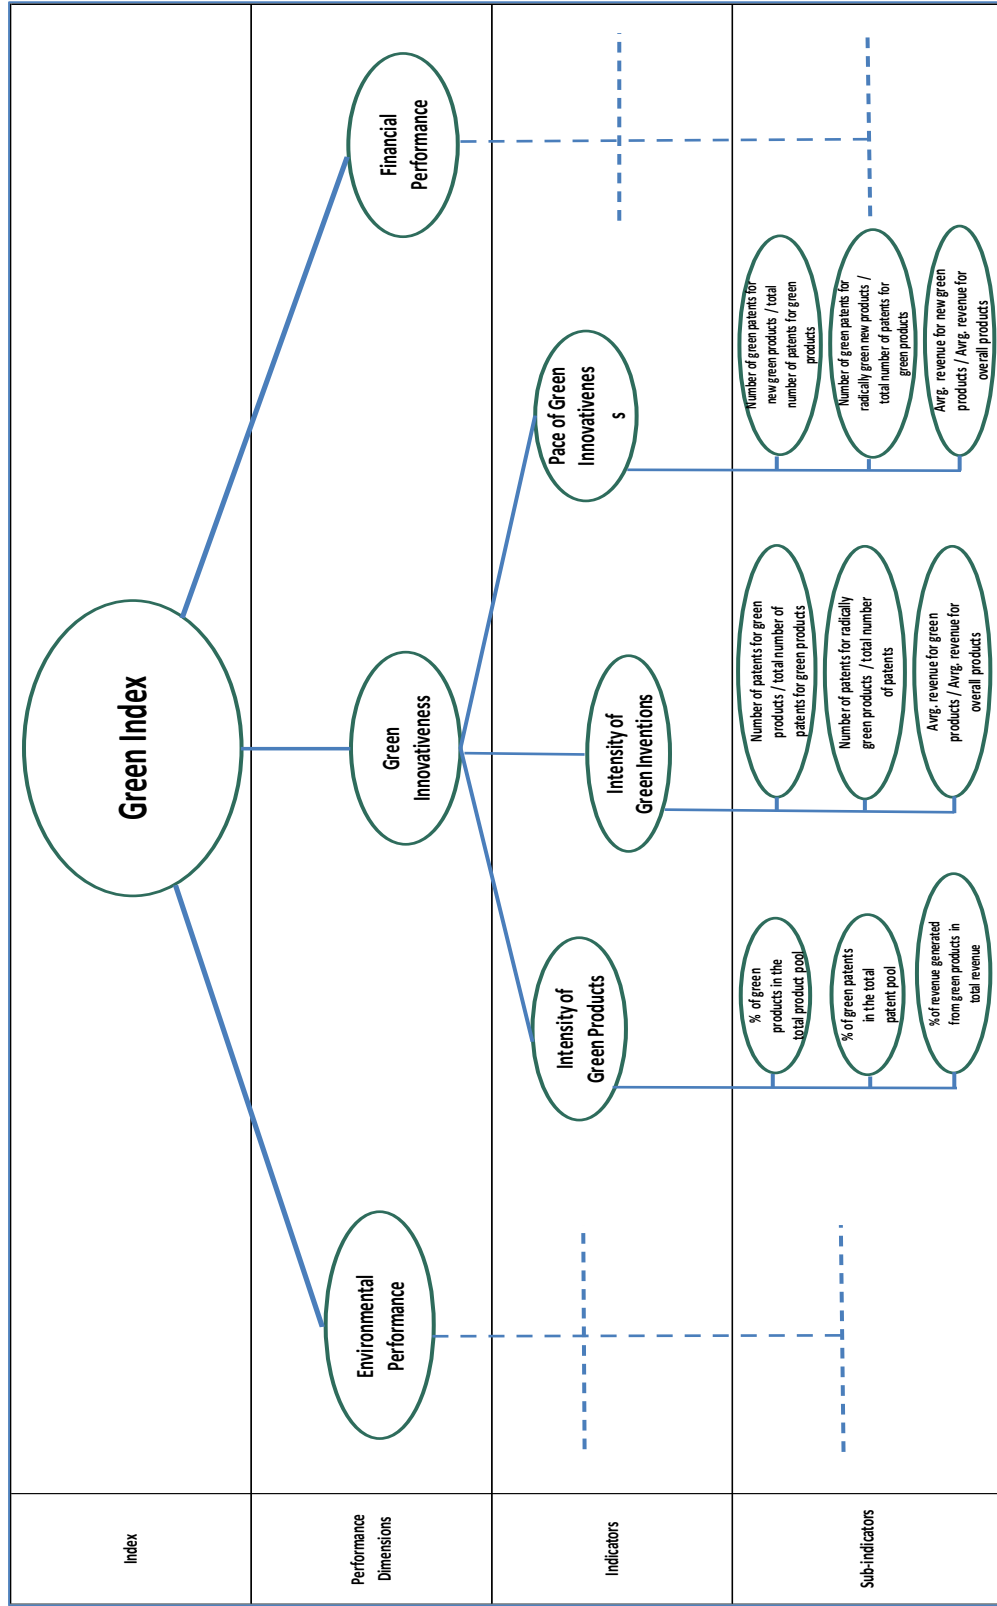 Index
Green Index
Performance
Dimensions
Environmental
Performance
Green
Innovativeness
Financial
Performance
Indicators
Intensity of
Green Products
Intensity of
Green Inventions
Pace of Green
Innovativenes
s
Sub-indicators
% of green
products in the
total product pool
% of green patents
in the total
patent pool
% of revenue generated
from green products in
total revenue
Number of patents for green
products / total number of
patents for green products
Number of patents for radically
green products / total number
of patents
Avrg. revenue for green
products / Avrg. revenue for
overall products
Number of green patents for
new green products / total
number of patents for green
products
Number of green patents for
radically green new products /
total number of patents for
green products
Avrg. revenue for new green
products / Avrg. revenue for
overall products